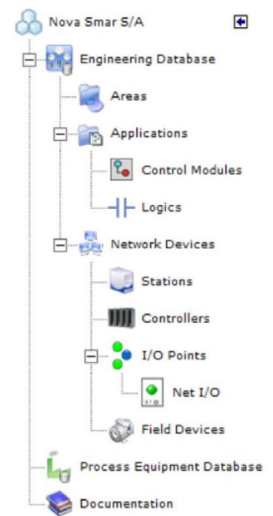 Nova Smar S/A
Engineering Database
Areas
Applications
Control Modules
Logics
Network Devices
Stations
Controllers
I/O Points
Net I/O
Field Devices
Process Equipment Database
Documentation